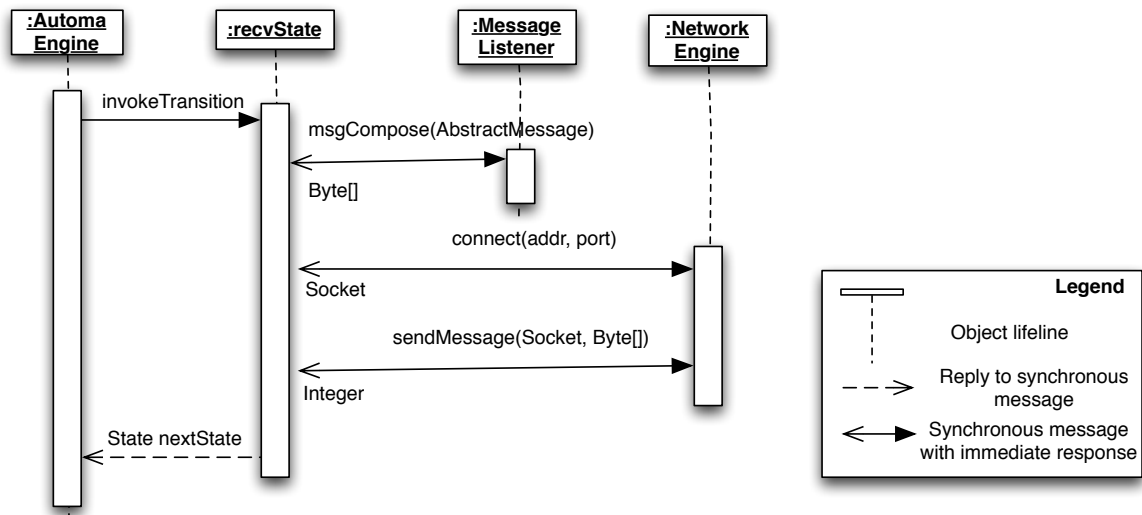 :Automa
Engine
:recvState
:Message
Listener
:Network
Engine
invokeTransition
msgCompose(AbstractMessage)
Byte[]
connect(addr, port)
Socket
sendMessage(Socket, Byte[])
Integer
State nextState
Legend
Object lifeline
Reply to synchronous
message
Synchronous message
with immediate response